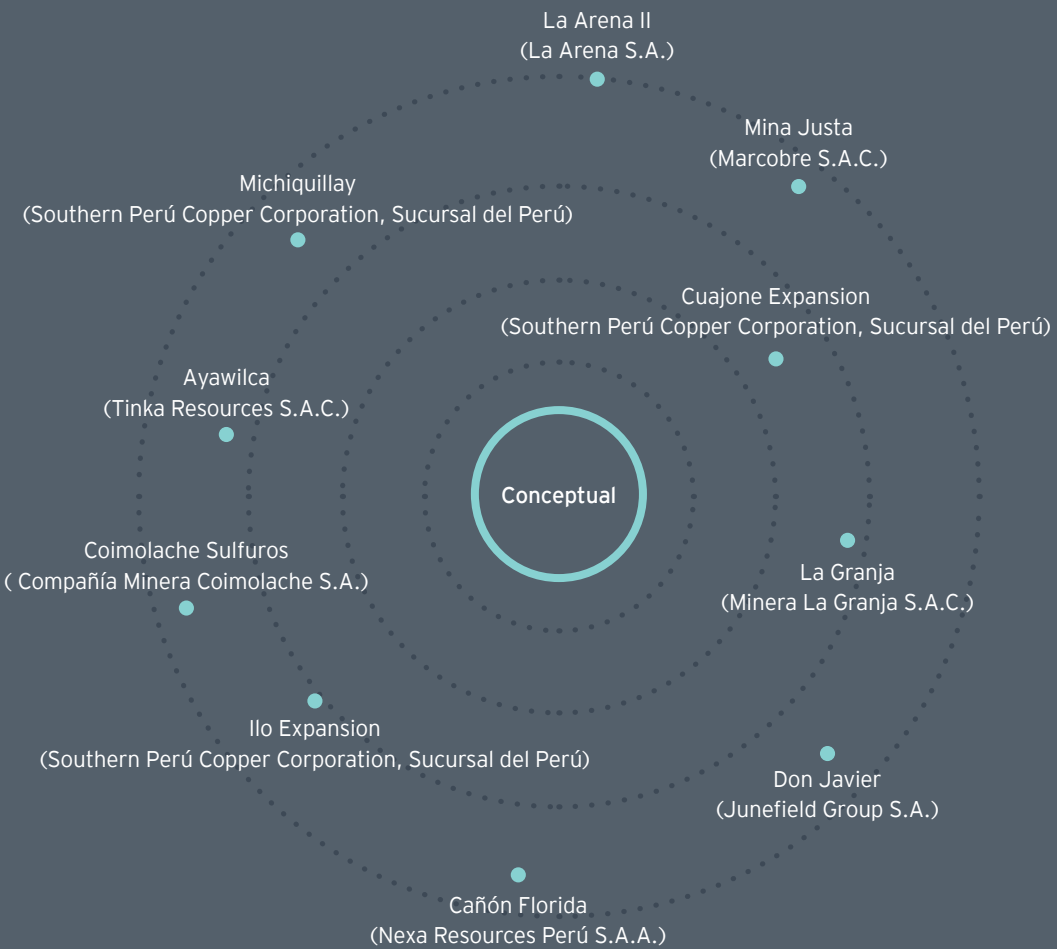 La Arena II
(La Arena S.A.)
Mina Justa
(Marcobre S.A.C.)
Michiquillay
(Southern Perú Copper Corporation, Sucursal del Perú)
Cuajone Expansion
(Southern Perú Copper Corporation, Sucursal del Perú)
Ayawilca
(Tinka Resources S.A.C.)
Conceptual
Coimolache Sulfuros
( Compañía Minera Coimolache S.A.)
La Granja
(Minera La Granja S.A.C.)
Ilo Expansion
(Southern Perú Copper Corporation, Sucursal del Perú)
Don Javier
(Junefield Group S.A.)
Cañón Florida
(Nexa Resources Perú S.A.A.)